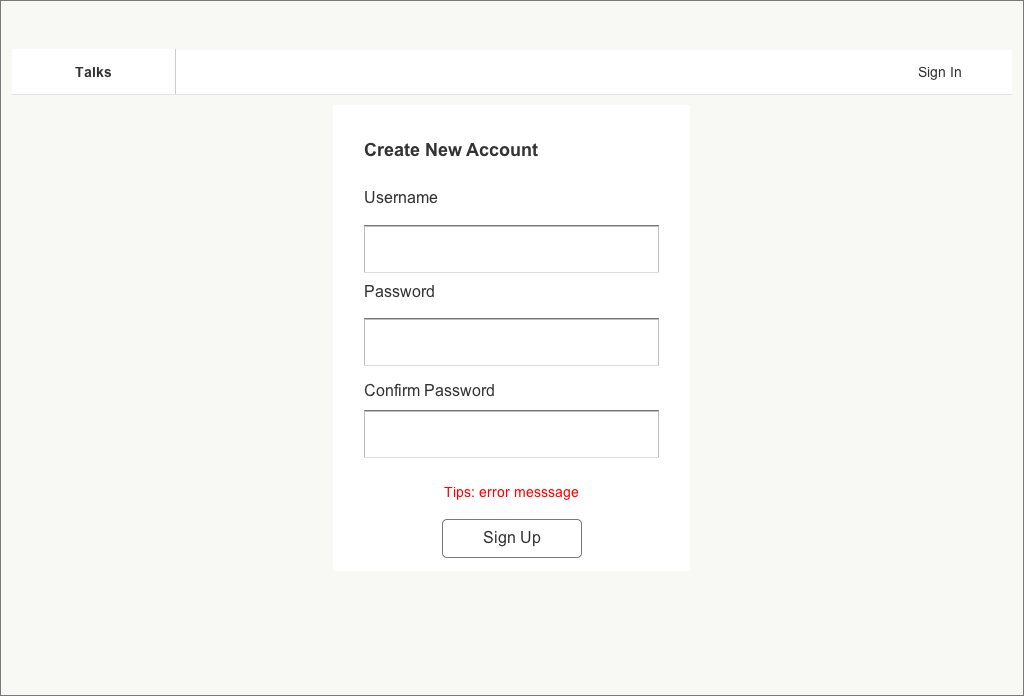 Talks
Sign In
Create New Account
Username
Password
Confirm Password
Tips: error messsage
Sign Up